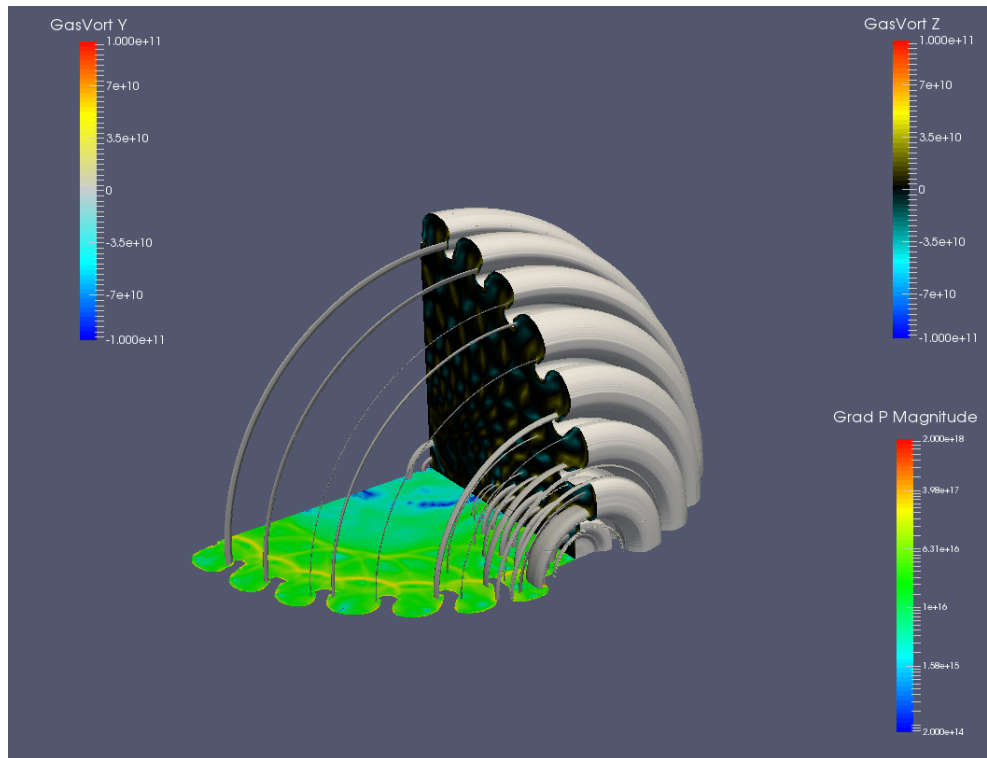 GasVort Y
1.000e+11
7e+10
3.5e+10
0
-3.5e+10
-7e+10
-1.000e+11
GasVort Z
1.000e+11
7e+10
3.5e+10
0
-3.5e+10
-7e+10
-1.000e+11
Grad P Magnitude
2.000e+18
3.98e+17
6.31e+16
1e+16
1.58e+15
2.000e+14